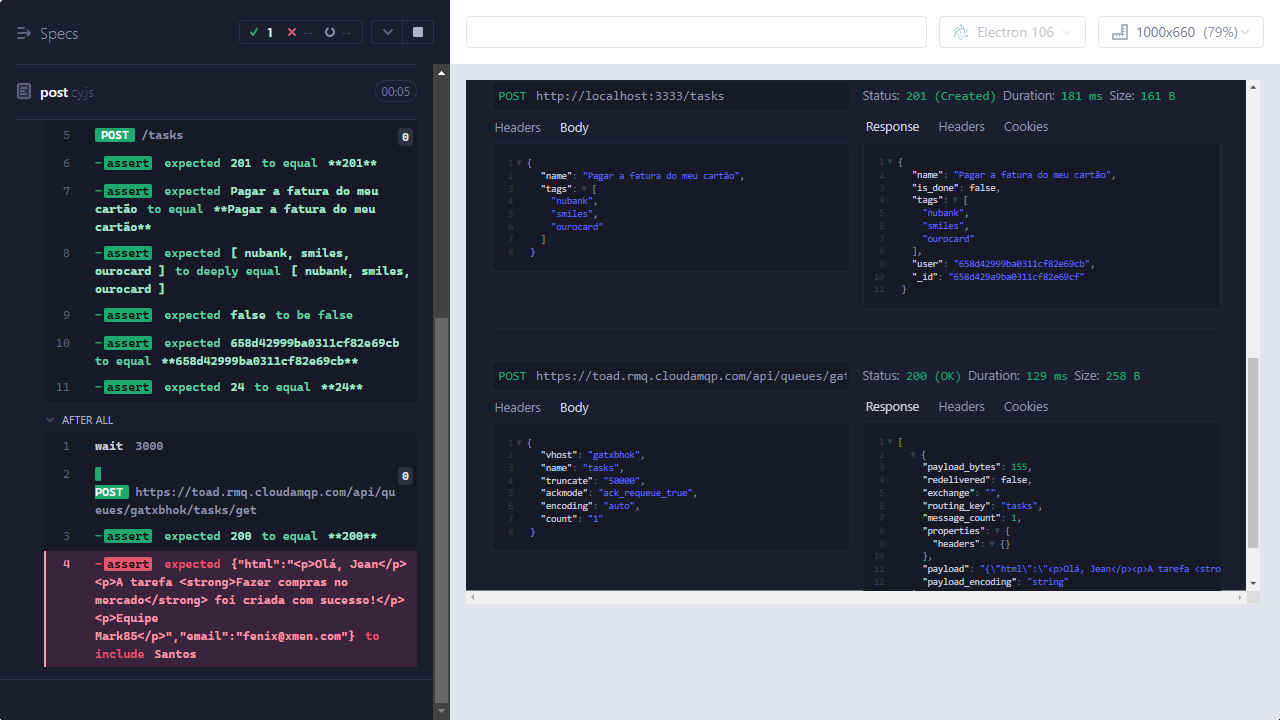 Specs
1
--
--
post.cy.js
00:05
5 POST /tasks 0
6 -assert expected 201 to equal **201**
7 -assert expected Pagar a fatura do meu
cartão to equal **Pagar a fatura do meu
cartão**
8 -assert expected [ nubank, smiles,
ourocard ] to deeply equal [ nubank, smiles,
ourocard ]
9 -assert expected false to be false
10 -assert expected 658d42999ba0311cf82e69cb
to equal **658d42999ba0311cf82e69cb**
11 -assert expected 24 to equal **24**
AFTER ALL
1 wait 3000
2 0
POST https://toad.rmq.cloudamqp.com/api/qu
eues/gatxbhok/tasks/get
3 -assert expected 200 to equal **200**
4 -assert expected {"html":"<p>Olá, Jean</p>
<p>A tarefa <strong>Fazer compras no
mercado</strong> foi criada com sucesso!</p>
<p>Equipe
Mark85</p>","email":"fenix@xmen.com"} to
include Santos
Electron 106
1000x660 (79%)
POST http://localhost:3333/tasks
Headers Body
1 {
2 "name": "Pagar a fatura do meu cartão",
3 "tags": [
4 "nubank",
5 "smiles",
6 "ourocard"
7 ]
8 }
Status: 201 (Created) Duration: 181 ms Size: 161 B
Response Headers Cookies
1 {
2 "name": "Pagar a fatura do meu cartão",
3 "is_done": false,
4 "tags": [
5 "nubank",
6 "smiles",
7 "ourocard"
8 ],
9 "user": "658d42999ba0311cf82e69cb",
10 "_id": "658d429a9ba0311cf82e69cf"
11 }
POST https://toad.rmq.cloudamqp.com/api/queues/gat
Headers Body
1 {
2 "vhost": "gatxbhok",
3 "name": "tasks",
4 "truncate": "50000",
5 "ackmode": "ack_requeue_true",
6 "encoding": "auto",
7 "count": "1"
8 }
Status: 200 (OK) Duration: 129 ms Size: 258 B
Response Headers Cookies
1 [
2 {
3 "payload_bytes": 155,
4 "redelivered": false,
5 "exchange": "",
6 "routing_key": "tasks",
7 "message_count": 1,
8 "properties": {
9 "headers": {}
10 },
11 "payload": "{\"html\":\"<p>Olá, Jean</p><p>A tarefa <stro
12 "payload_encoding": "string"